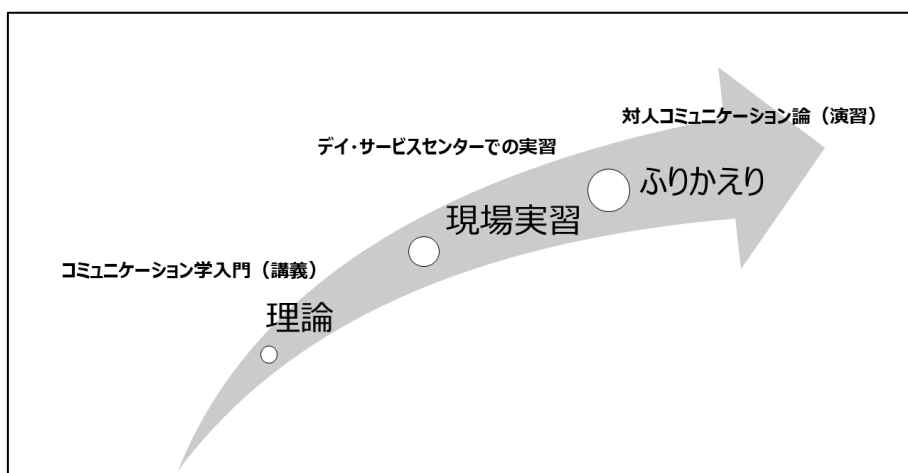 対人コミュニケーション論（演習）
デイ・サービスセンターでの実習
ふりかえり
現場実習
コミュニケーション学入門（講義）
理論